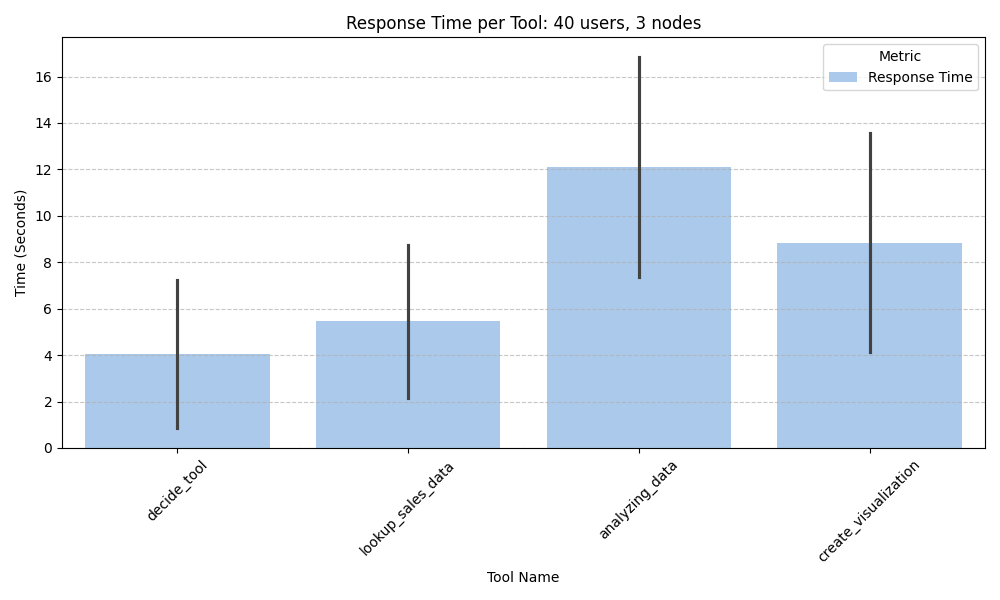 Response Time per Tool: 40 users, 3 nodes
Metric
Response Time
Time (Seconds)
16
14
12
10
8
6
4
2
0
decide_tool
lookup_sales_data
analyzing_data
create_visualization
Tool Name